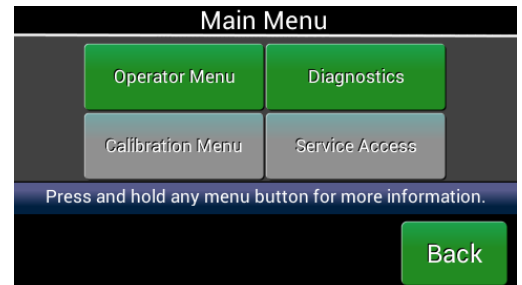 Main Menu
Operator Menu
Diagnostics
Calibration Menu
Service Access
Press and hold any menu button for more information.
Back